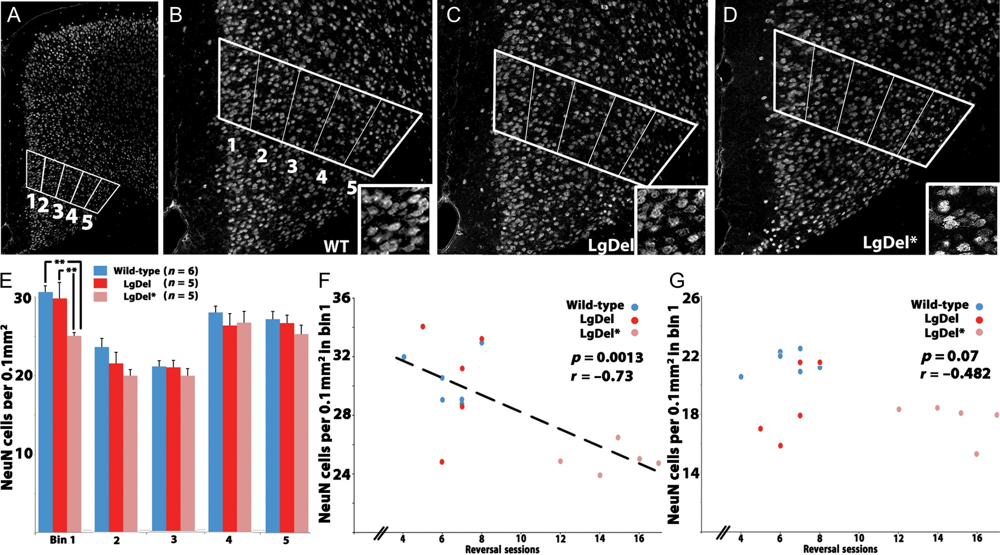 A
B
C
D
1
2
3
4
5
1
2
3
4
5
WT
LgDel
LgDel*
E
NeuN cells per 0.1mm²
30
20
10
**
**
Wild-type (n = 6)
LgDel (n = 5)
LgDel* (n = 5)
Bin 1
2
3
4
5
F
NeuN cells per 0.1 mm² in bin1
36
32
28
24
Wild-type
LgDel
LgDel*
p = 0.0013
r = –0.73
4 6 8 10 12 14 16
Reversal sessions
G
NeuN cells per 0.1mm² in bin 1
26
22
18
14
Wild-type
LgDel
LgDel*
p = 0.07
r = –0.482
4 6 8 10 12 14 16
Reversal sessions